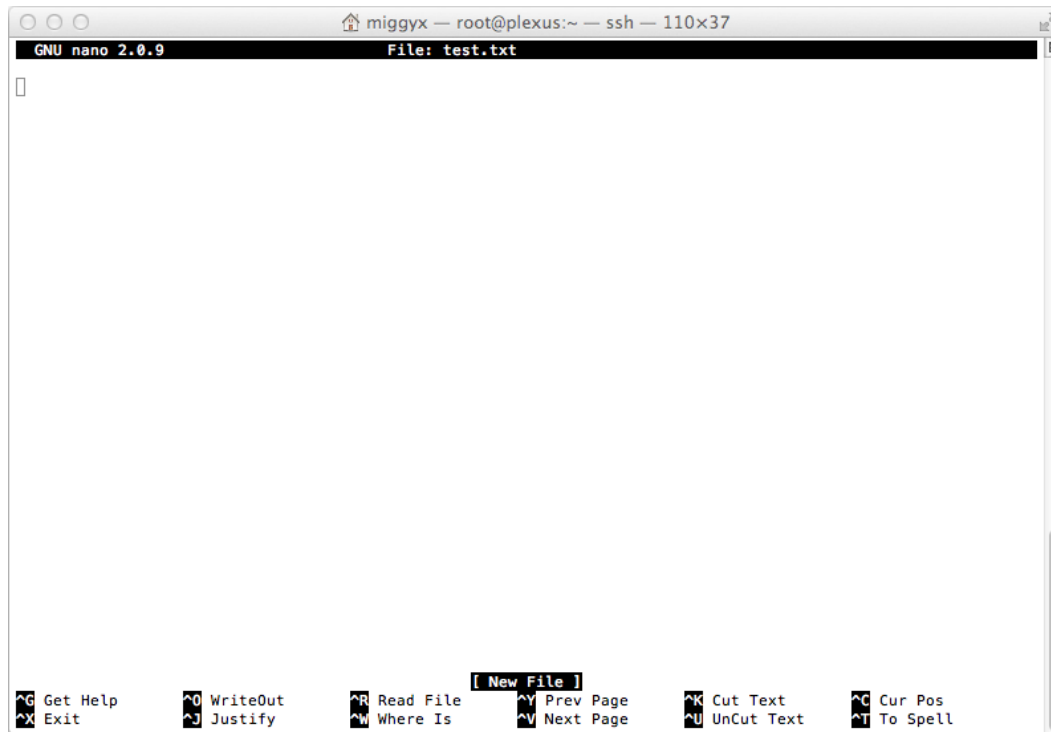 miggyx — root@plexus:~ — ssh — 110×37
GNU nano 2.0.9 File: test.txt
[ New File ]
^G Get Help ^O WriteOut ^R Read File ^Y Prev Page ^K Cut Text ^C Cur Pos
^X Exit ^J Justify ^W Where Is ^V Next Page ^U UnCut Text ^T To Spell